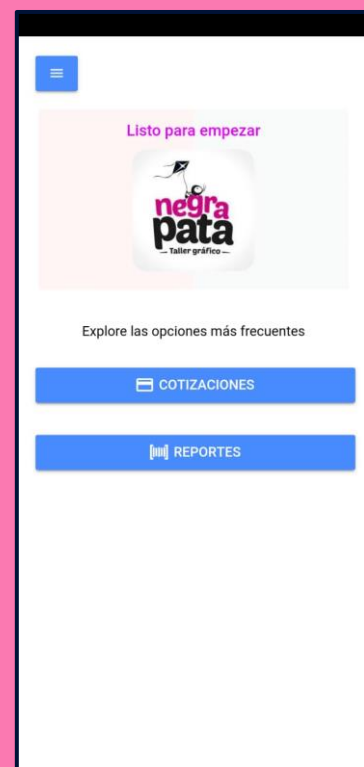 Listo para empezar
negra
pata
Taller gráfico
Explore las opciones más frecuentes
COTIZACIONES
REPORTES